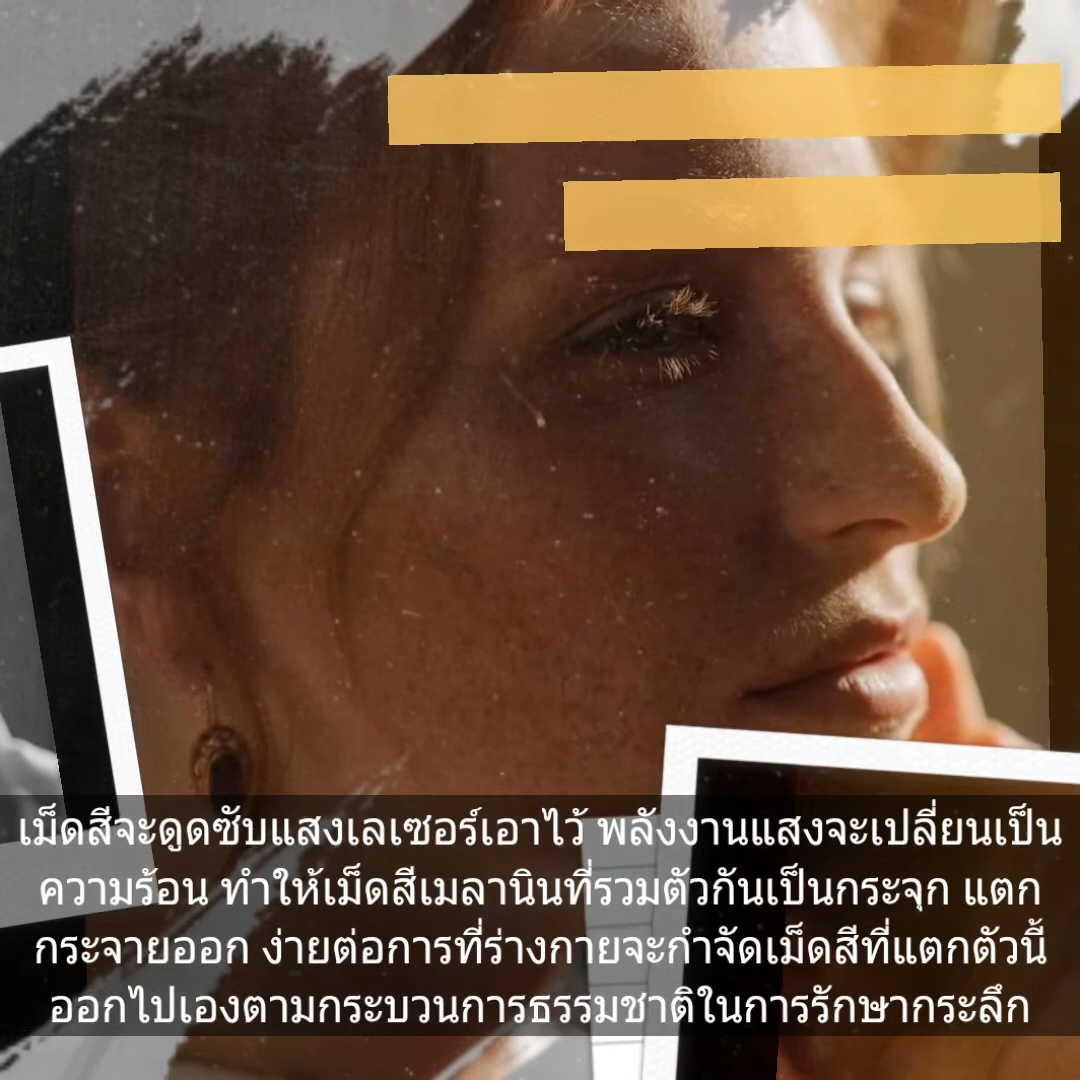 เม็ดสีจะดูดซับแสงเลเซอร์เอาไว้ พลังงานแสงจะเปลี่ยนเป็น
ความร้อน ทำให้เม็ดสีเมลานินที่รวมตัวกันเป็นกระจุก แตก
กระจายออก ง่ายต่อการที่ร่างกายจะกำจัดเม็ดสีที่แตกตัวนี้
ออกไปเองตามกระบวนการธรรมชาติในการรักษากระลึก